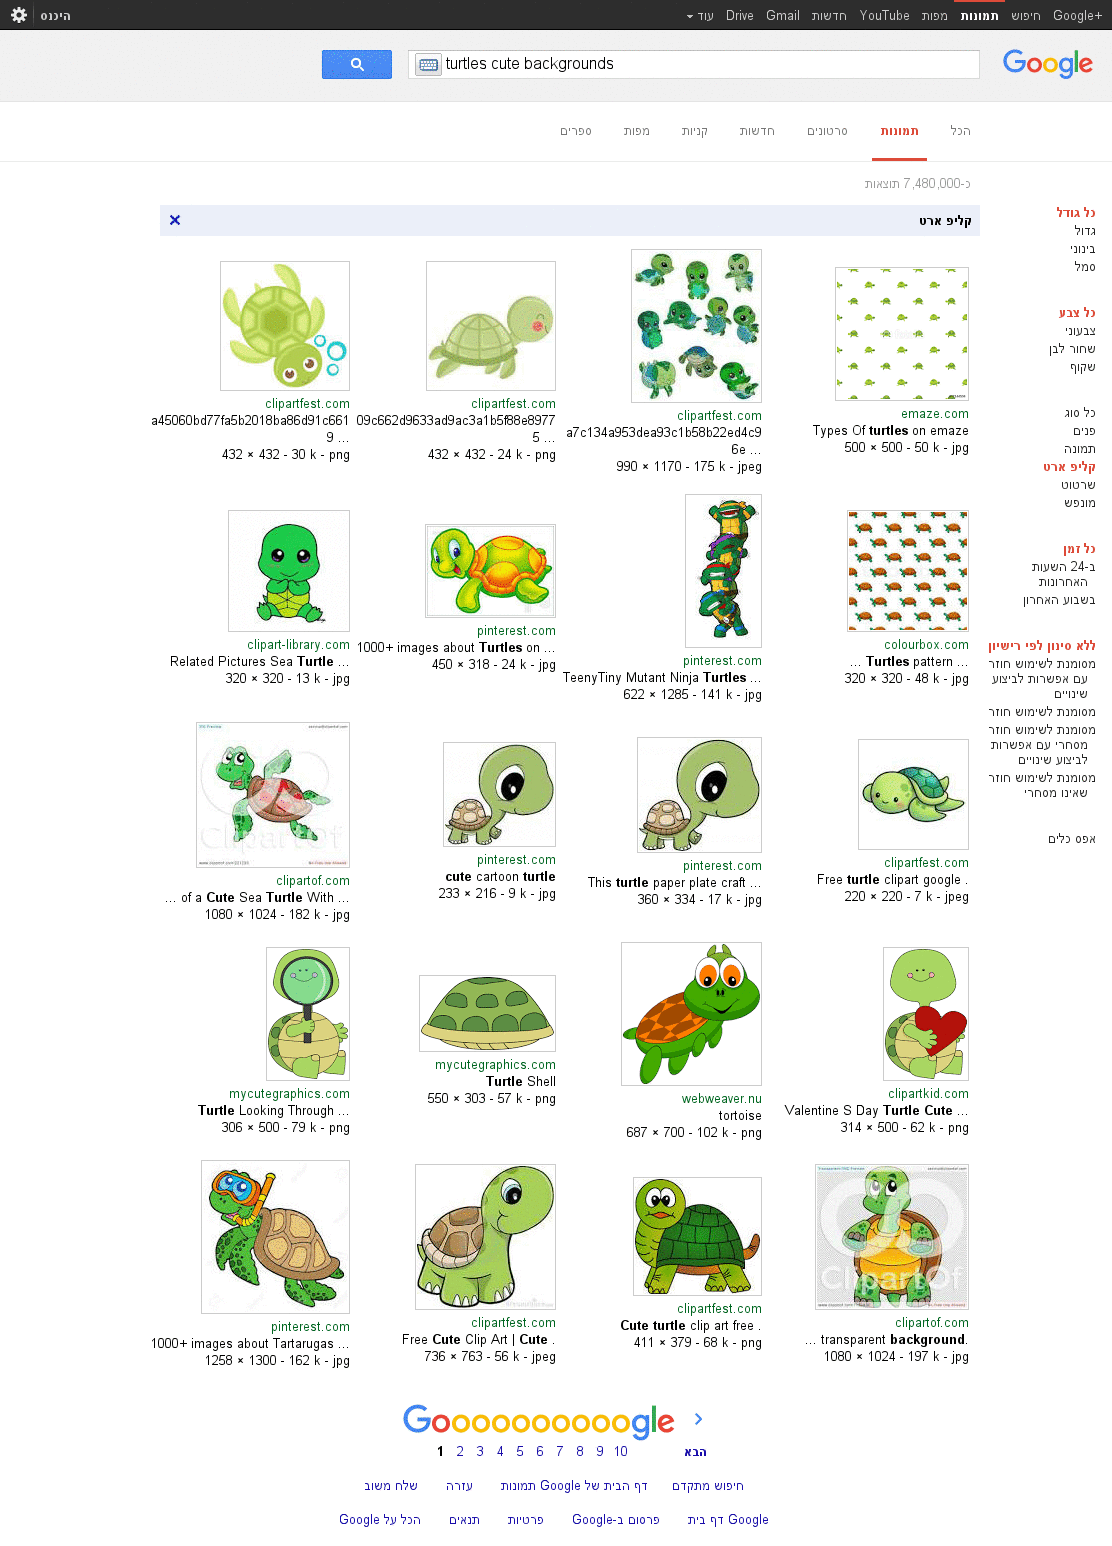 Google+ חיפוש תמונות מפות YouTube חדשות Gmail Drive עוד
היכנס
Google
turtles cute backgrounds
הכל תמונות סרטונים חדשות קניות מפות ספרים
כ-7,480,000 תוצאות
כל גודל
גדול
בינוני
סמל
כל צבע
צבעוני
שחור לבן
שקוף
כל סוג
פנים
תמונה
קליפ ארט
שרטוט
מונפש
כל זמן
ב-24 השעות
האחרונות
בשבוע האחרון
ללא סינון לפי רישיון
מסומנת לשימוש חוזר
עם אפשרות לביצוע
שינויים
מסומנת לשימוש חוזר
מסומנת לשימוש חוזר
מסחרי עם אפשרות
לביצוע שינויים
מסומנת לשימוש חוזר
שאינו מסחרי
אפס כלים
קליפ ארט
emaze.com
Types Of turtles on emaze
500 × 500 - 50 k - jpg
clipartfest.com
a7c134a953dea93c1b58b22ed4c9
6e ...
990 × 1170 - 175 k - jpeg
clipartfest.com
09c662d9633ad9ac3a1b5f88e8977
5 ...
432 × 432 - 24 k - png
clipartfest.com
a45060bd77fa5b2018ba86d91c661
9 ...
432 × 432 - 30 k - png
colourbox.com
... Turtles pattern ...
320 × 320 - 48 k - jpg
pinterest.com
TeenyTiny Mutant Ninja Turtles ...
622 × 1285 - 141 k - jpg
pinterest.com
1000+ images about Turtles on ...
450 × 318 - 24 k - jpg
clipart-library.com
Related Pictures Sea Turtle ...
320 × 320 - 13 k - jpg
clipartfest.com
Free turtle clipart google .
220 × 220 - 7 k - jpeg
pinterest.com
This turtle paper plate craft ...
360 × 334 - 17 k - jpg
pinterest.com
cute cartoon turtle
233 × 216 - 9 k - jpg
ClipartOf
clipartof.com
... of a Cute Sea Turtle With ...
1080 × 1024 - 182 k - jpg
clipartkid.com
Valentine S Day Turtle Cute ...
314 × 500 - 62 k - png
webweaver.nu
tortoise
687 × 700 - 102 k - png
mycutegraphics.com
Turtle Shell
550 × 303 - 57 k - png
mycutegraphics.com
Turtle Looking Through ...
306 × 500 - 79 k - png
ClipartOf
clipartof.com
... transparent background.
1080 × 1024 - 197 k - jpg
clipartfest.com
Cute turtle clip art free .
411 × 379 - 68 k - png
clipartfest.com
Free Cute Clip Art | Cute .
736 × 763 - 56 k - jpeg
pinterest.com
1000+ images about Tartarugas ...
1258 × 1300 - 162 k - jpg
Goooooooooogle
1 2 3 4 5 6 7 8 9 10 הבא
חיפוש מתקדם דף הבית של Google תמונות עזרה שלח משוב
Google דף בית פרסום ב-Google פרטיות תנאים הכל על Google